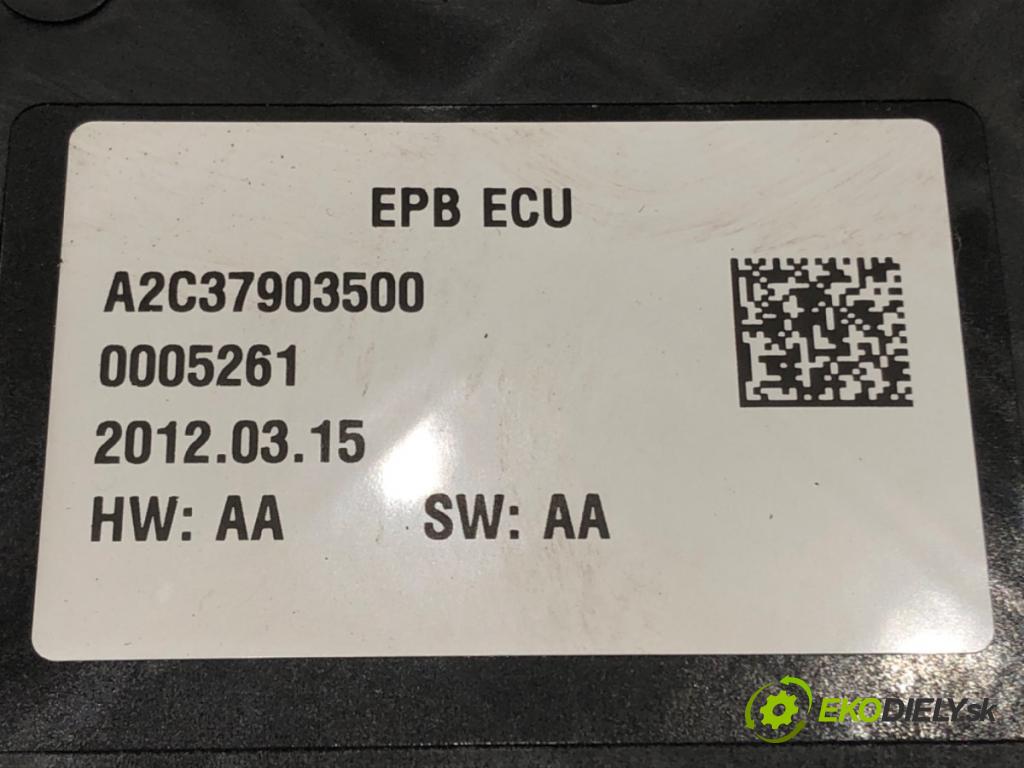 EPB ECU
A2C37903500
0005261
2012.03.15
HW: AA SW: AA
EKODIELY.sk